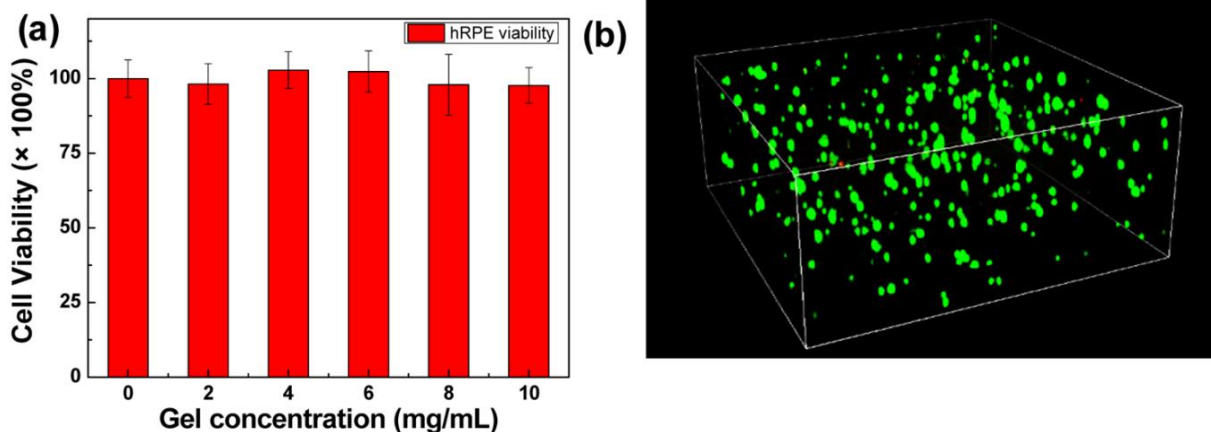 (a)
hRPE viability
Cell Viability (× 100%)
100
75
50
25
0
0 2 4 6 8 10
Gel concentration (mg/mL)
(b)